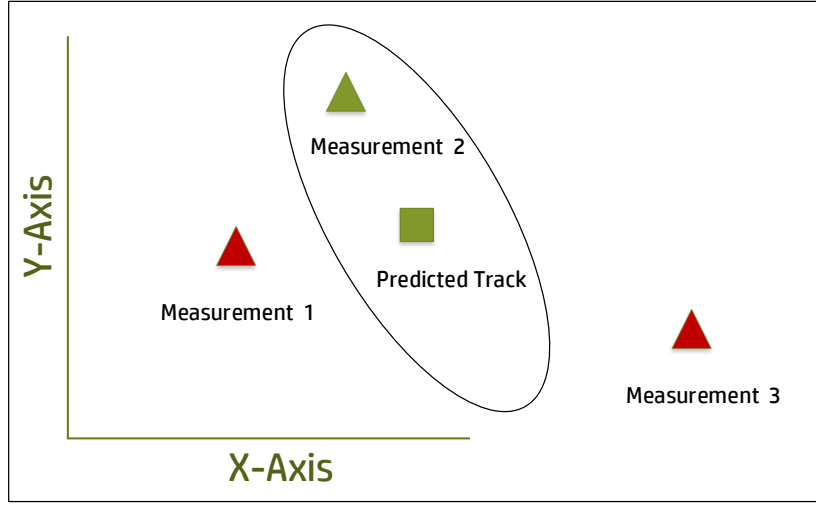 Measurement 2
Y-Axis
Predicted Track
Measurement 1
Measurement 3
X-Axis